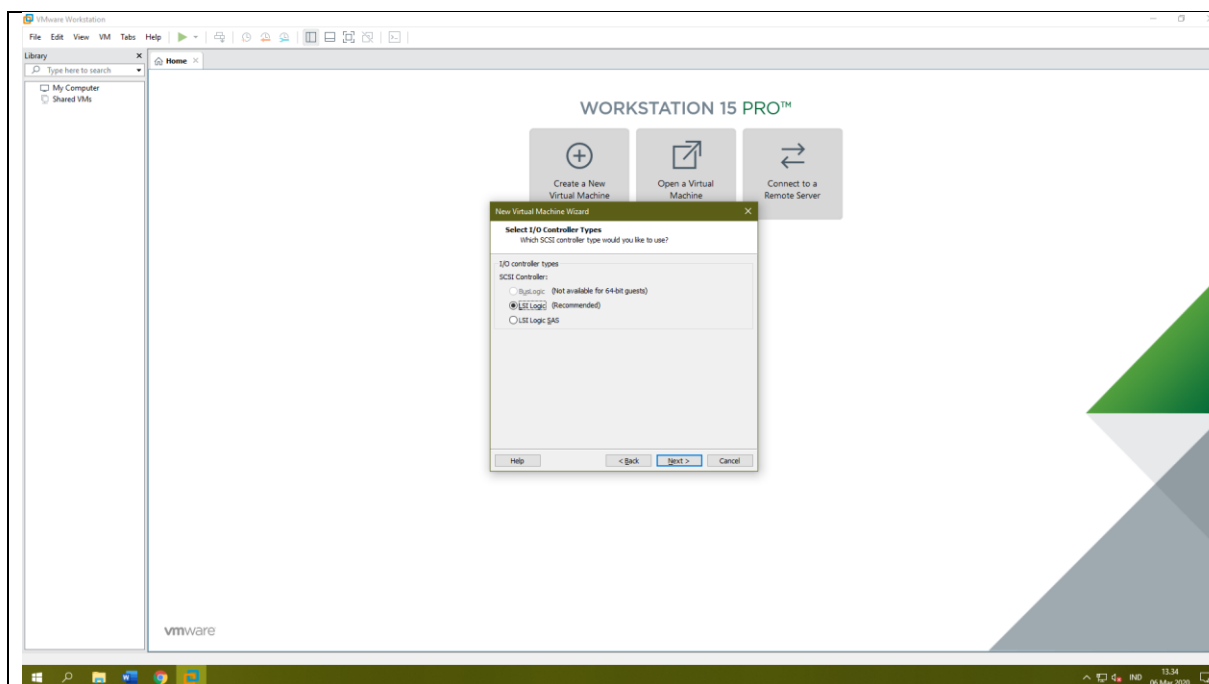 VMware Workstation
File Edit View VM Tabs Help
Library
Type here to search
My Computer
Shared VMs
Home
WORKSTATION 15 PRO™
Create a New
Virtual Machine
Open a Virtual
Machine
Connect to a
Remote Server
New Virtual Machine Wizard
Select I/O Controller Types
Which SCSI controller type would you like to use?
I/O controller types
SCSI Controller:
BusLogic (Not available for 64-bit guests)
LSI Logic (Recommended)
LSI Logic SAS
Help < Back Next > Cancel
vmware
IND
13.34
06 Mar 2020